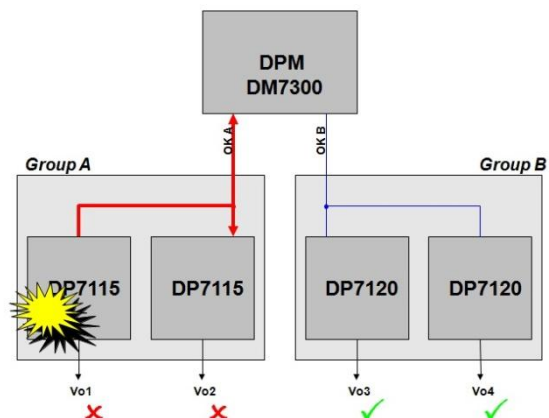 DPM
DM7300
OK A
OK B
Group A
Group B
DP7115
DP7115
DP7120
DP7120
Vo1
Vo2
Vo3
Vo4